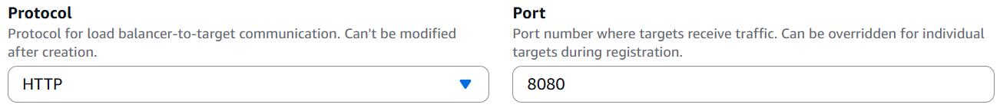 Protocol
Protocol for load balancer-to-target communication. Can't be modified
after creation.
HTTP
Port
Port number where targets receive traffic. Can be overridden for individual
targets during registration.
8080